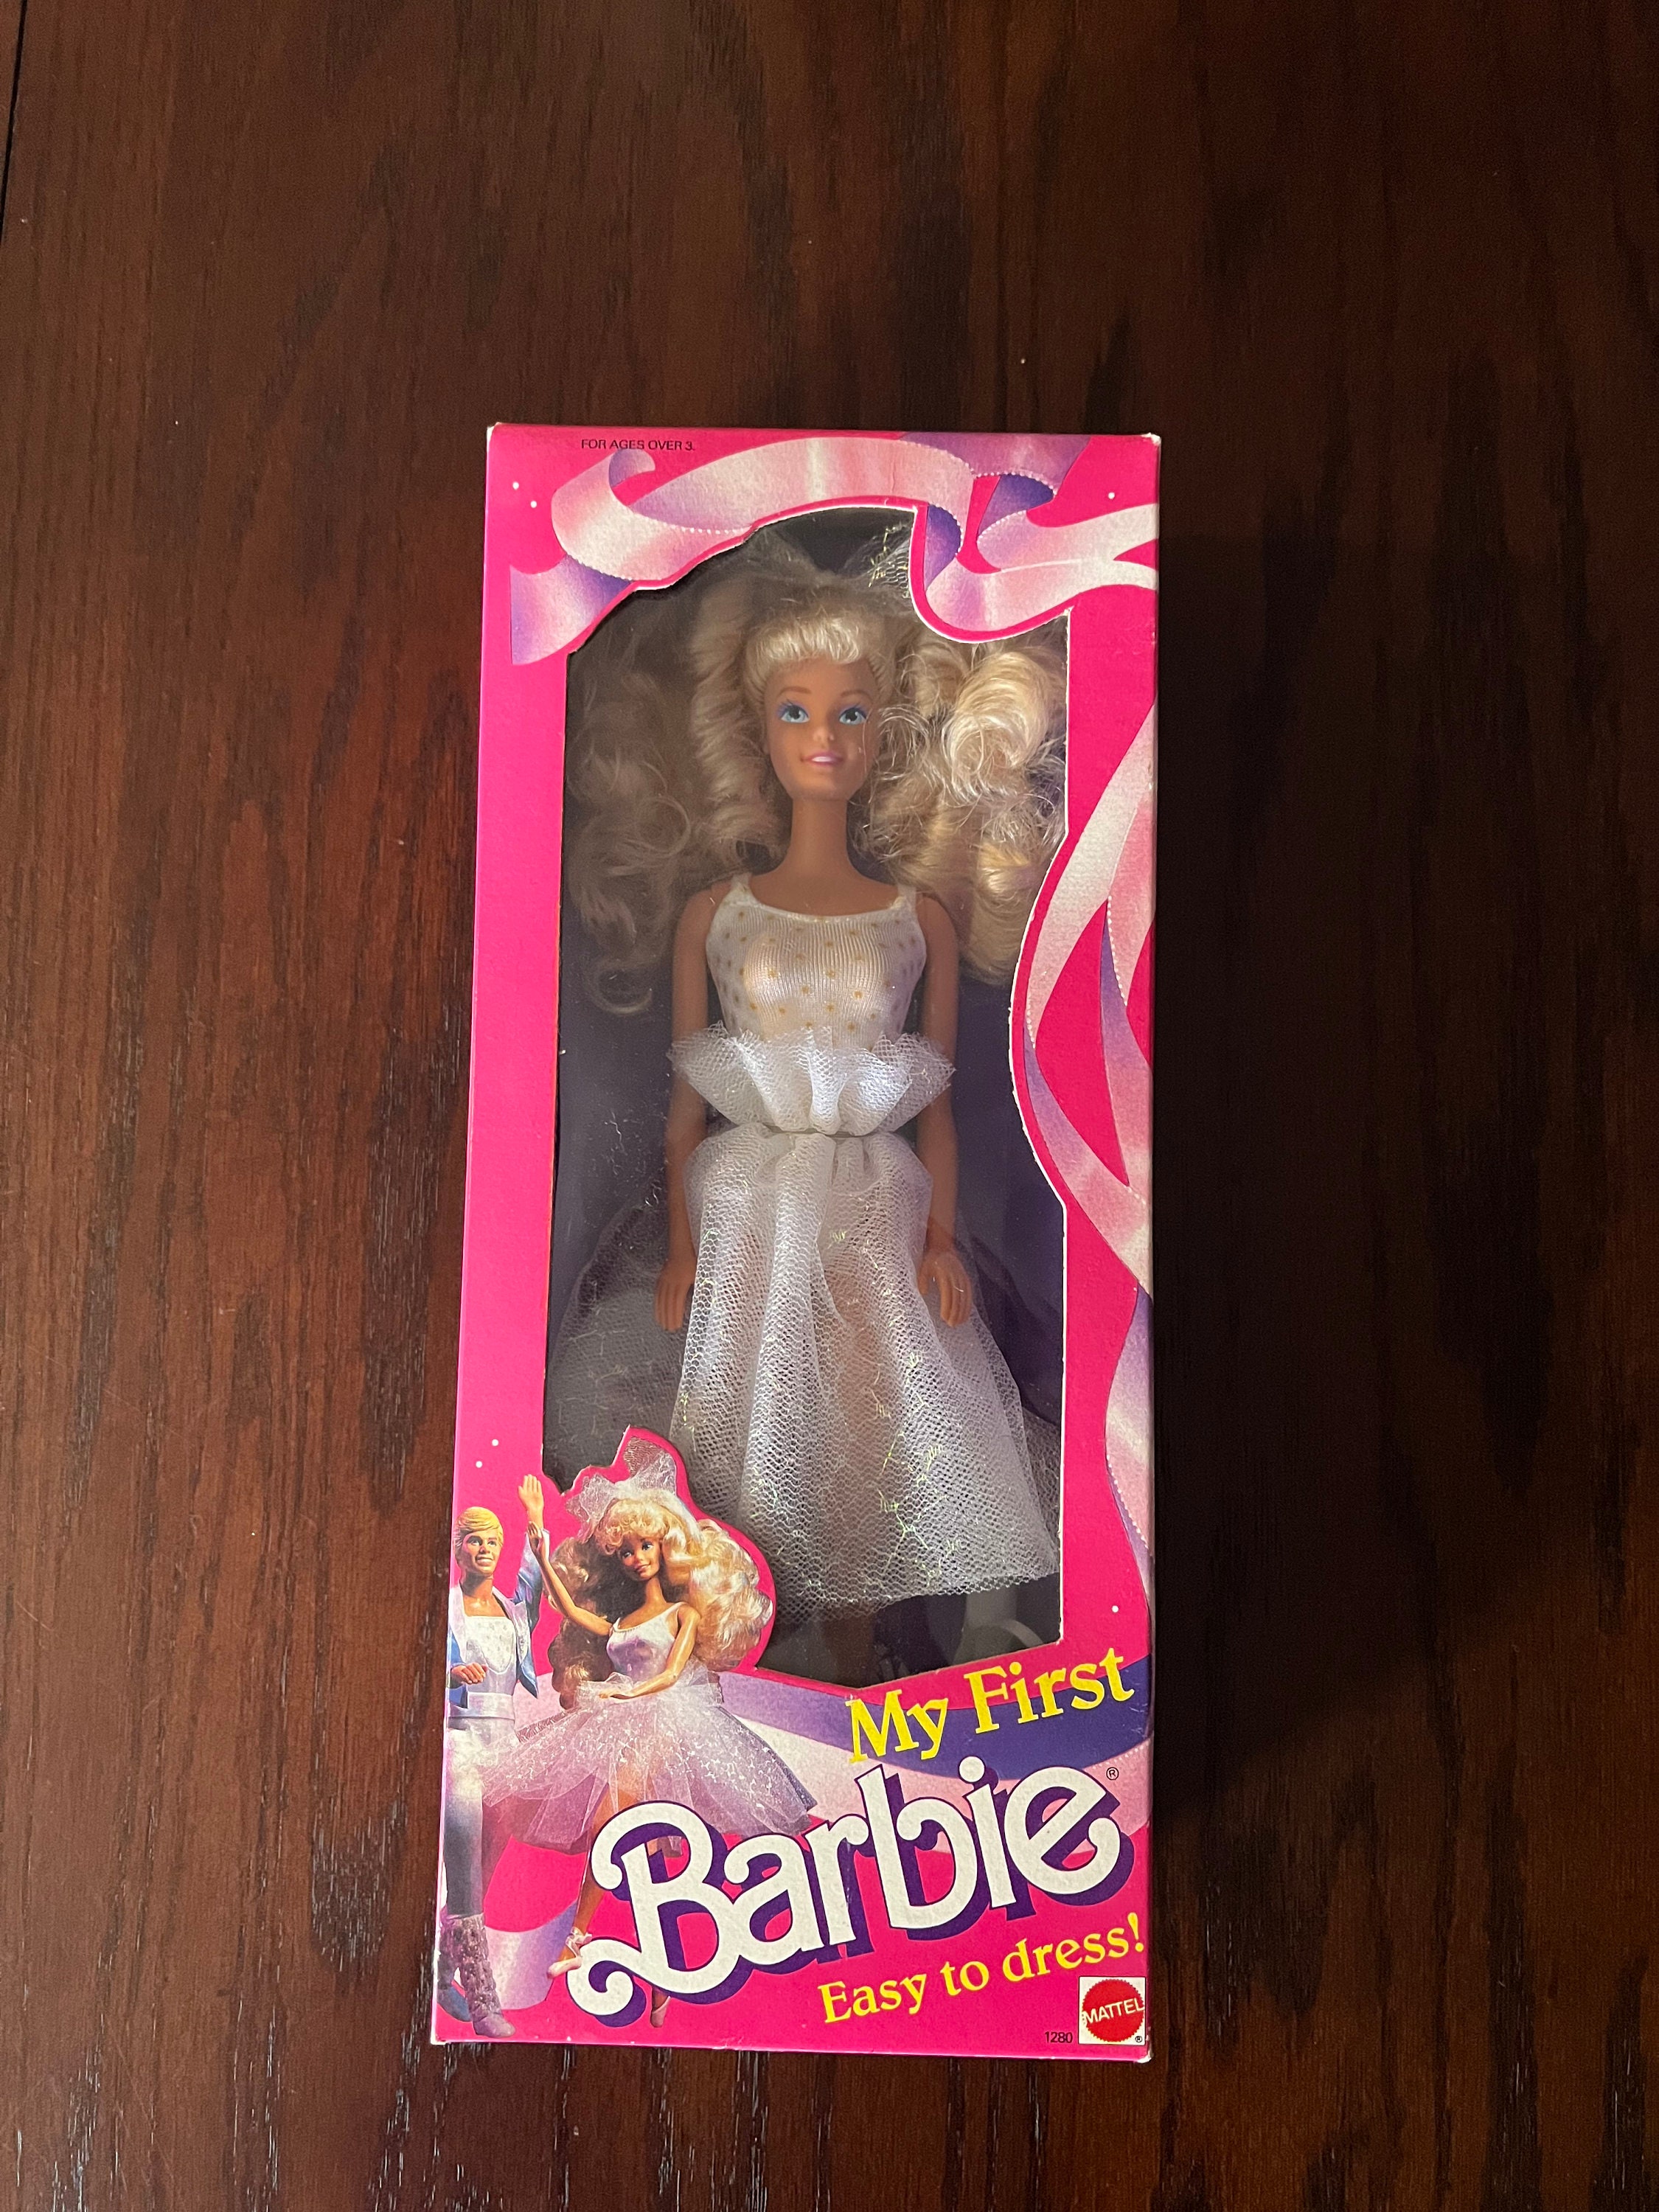 FOR AGES OVER 3.
My First
Barbie®
Easy to dress!
1280
MATTEL®